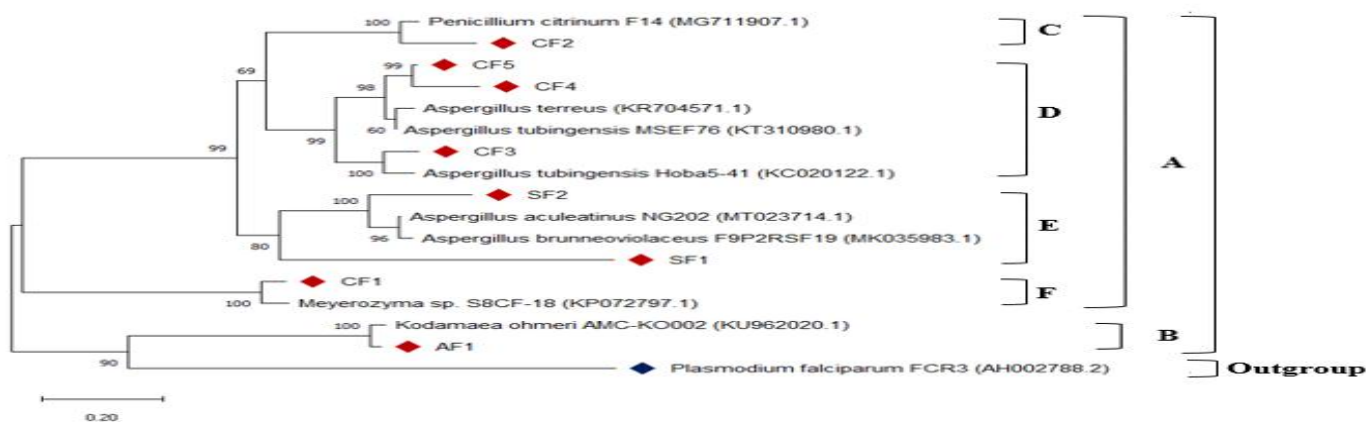 100 Penicillium citrinum F14 (MG711907.1) C A
CF2
99 CF5
69 98 CF4
Aspergillus terreus (KR704571.1) D
60 Aspergillus tubingensis MSEF76 (KT310980.1)
99 99 CF3
100 Aspergillus tubingensis Hoba5-41 (KC020122.1)
SF2
100 Aspergillus aculeatinus NG202 (MT023714.1) E
96 Aspergillus brunneoviolaceus F9P2RSF19 (MK035983.1)
80 SF1
CF1
100 Meyerozyma sp. S8CF-18 (KP072797.1) F
100 Kodamaea ohmeri AMC-KO002 (KU962020.1) B
AF1
90 Plasmodium falciparum FCR3 (AH002788.2) Outgroup
0.20